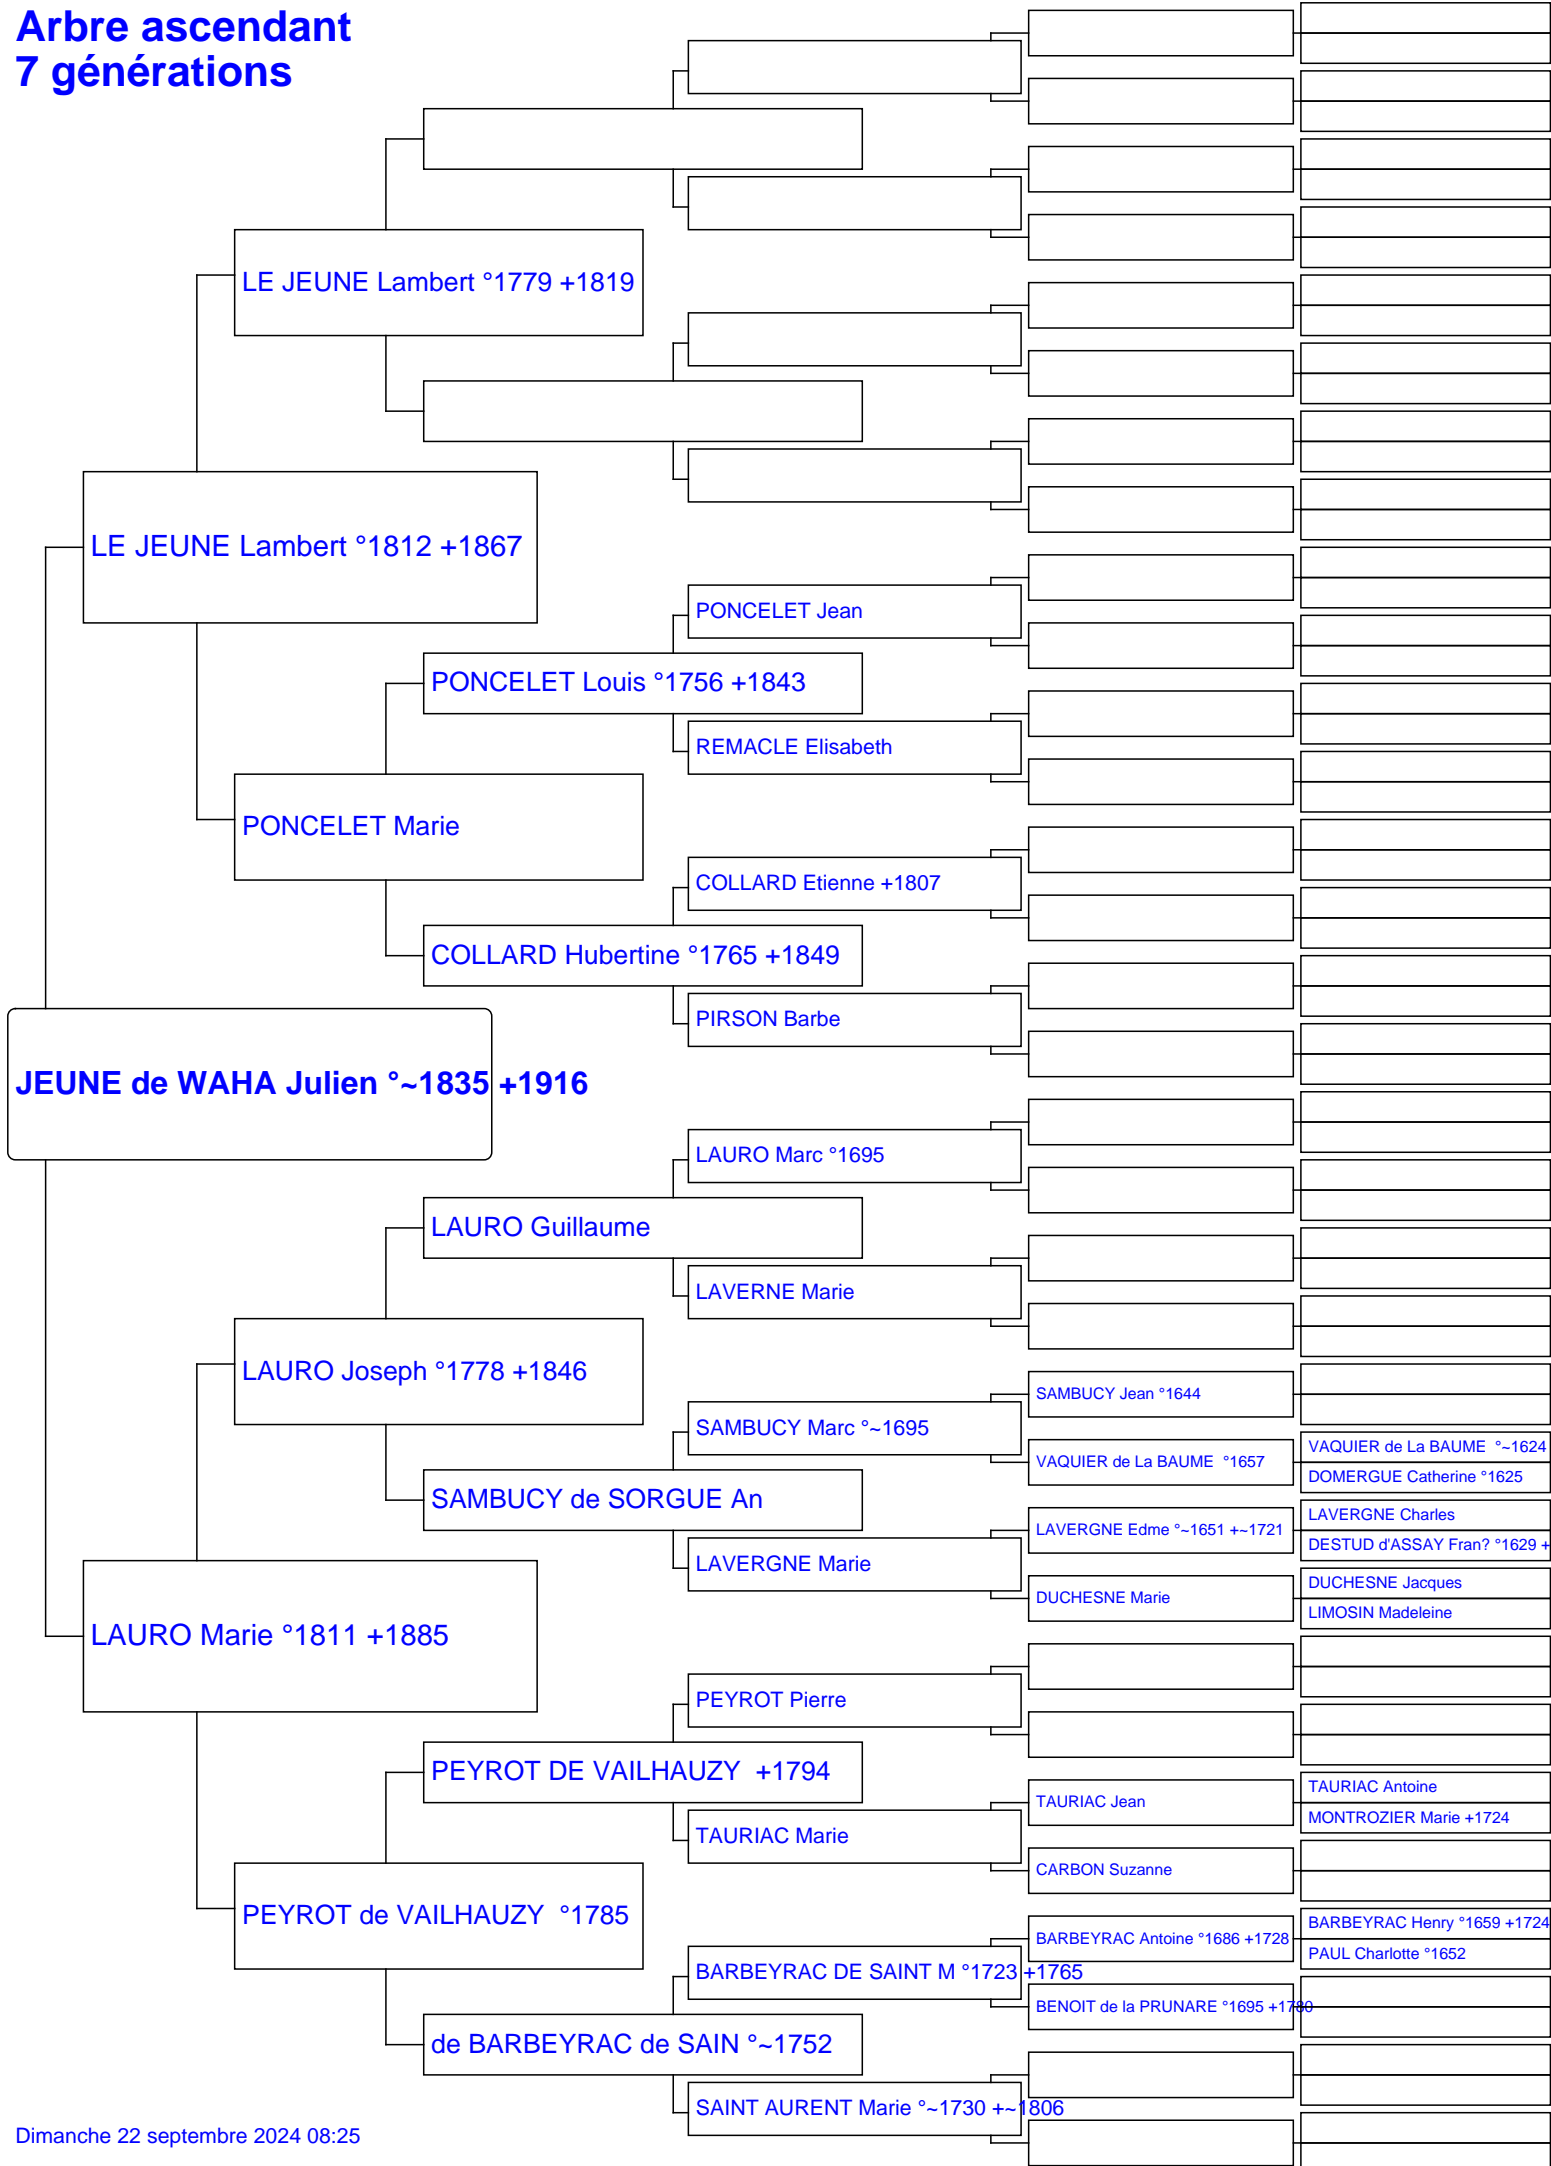 Arbre ascendant
7 générations
LE JEUNE Lambert °1779 +1819
LE JEUNE Lambert °1812 +1867
PONCELET Jean
PONCELET Louis °1756 +1843
REMACLE Elisabeth
PONCELET Marie
COLLARD Etienne +1807
COLLARD Hubertine °1765 +1849
PIRSON Barbe
JEUNE de WAHA Julien °~1835 +1916
LAURO Marc °1695
LAURO Guillaume
LAVERNE Marie
LAURO Joseph °1778 +1846
SAMBUCY Jean °1644
SAMBUCY Marc °~1695
VAQUIER de La BAUME  °~1624
VAQUIER de La BAUME  °1657
DOMERGUE Catherine °1625
SAMBUCY de SORGUE An
LAVERGNE Charles
LAVERGNE Edme °~1651 +~1721
DESTUD d'ASSAY Fran? °1629 +
LAVERGNE Marie
DUCHESNE Jacques
DUCHESNE Marie
LIMOSIN Madeleine
LAURO Marie °1811 +1885
PEYROT Pierre
PEYROT DE VAILHAUZY  +1794
TAURIAC Antoine
TAURIAC Jean
MONTROZIER Marie +1724
TAURIAC Marie
CARBON Suzanne
PEYROT de VAILHAUZY  °1785
BARBEYRAC Henry °1659 +1724
BARBEYRAC Antoine °1686 +1728
PAUL Charlotte °1652
BARBEYRAC DE SAINT M °1723 +1765
BENOIT de la PRUNARE °1695 +1780
de BARBEYRAC de SAIN °~1752
SAINT AURENT Marie °~1730 +~1806
Dimanche 22 septembre 2024 08:25